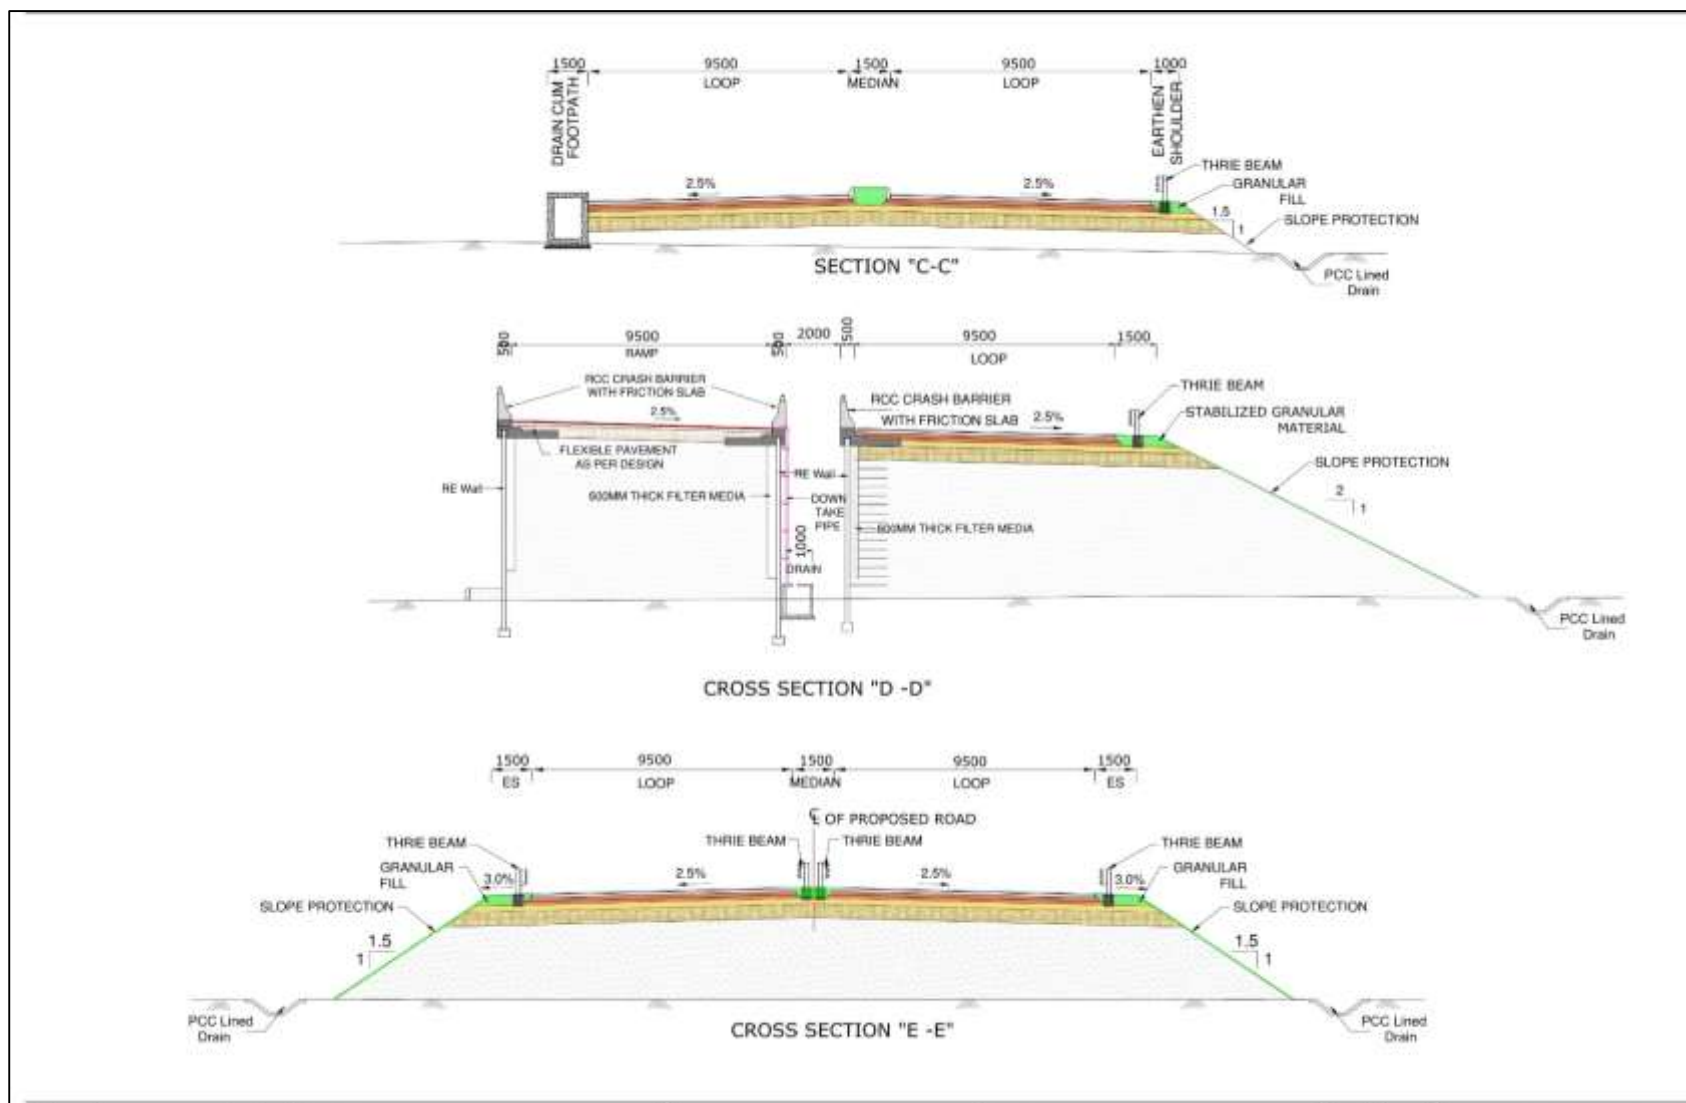 1500 9500 1500 9500 1000
LOOP MEDIAN LOOP
DRAIN CUM
FOOTPATH
EARTHEN
SHOULDER
THRIE BEAM
2.5% 2.5%
GRANULAR
FILL
1.5
1
SLOPE PROTECTION
SECTION "C-C"
PCC Lined
Drain
500 9500 500 2000 500 9500 1500
RAMP LOOP
RCC CRASH BARRIER
WITH FRICTION SLAB
THRIE BEAM
RCC CRASH BARRIER
WITH FRICTION SLAB
2.5% 2.5%
STABILIZED GRANULAR
MATERIAL
FLEXIBLE PAVEMENT
AS PER DESIGN
SLOPE PROTECTION
RE Wall
RE Wall
600MM THICK FILTER MEDIA
DOWN
TAKE
PIPE
600MM THICK FILTER MEDIA
2
1
1000
DRAIN
PCC Lined
Drain
CROSS SECTION "D -D"
1500 9500 1500 9500 1500
ES LOOP MEDIAN LOOP ES
℄ OF PROPOSED ROAD
THRIE BEAM THRIE BEAM THRIE BEAM THRIE BEAM
GRANULAR
FILL
3.0% 2.5% 2.5% 3.0%
GRANULAR
FILL
SLOPE PROTECTION SLOPE PROTECTION
1.5
1
1.5
1
PCC Lined
Drain
PCC Lined
Drain
CROSS SECTION "E -E"